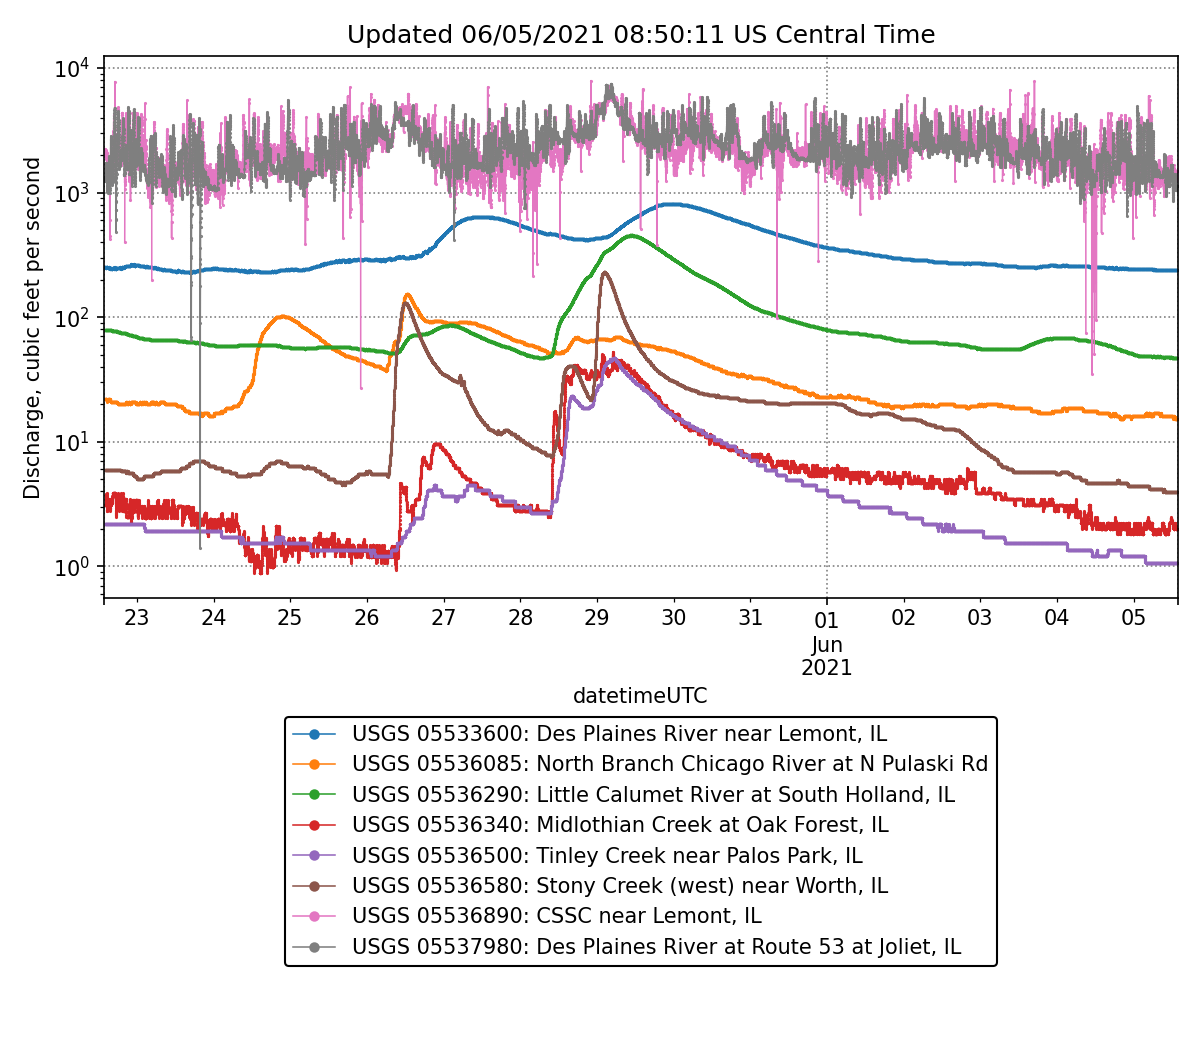 Updated 06/05/2021 08:50:11 US Central Time
Discharge, cubic feet per second
10^4
10^3
10^2
10^1
10^0
23 24 25 26 27 28 29 30 31 01 02 03 04 05
Jun
2021
datetimeUTC
USGS 05533600: Des Plaines River near Lemont, IL
USGS 05536085: North Branch Chicago River at N Pulaski Rd
USGS 05536290: Little Calumet River at South Holland, IL
USGS 05536340: Midlothian Creek at Oak Forest, IL
USGS 05536500: Tinley Creek near Palos Park, IL
USGS 05536580: Stony Creek (west) near Worth, IL
USGS 05536890: CSSC near Lemont, IL
USGS 05537980: Des Plaines River at Route 53 at Joliet, IL